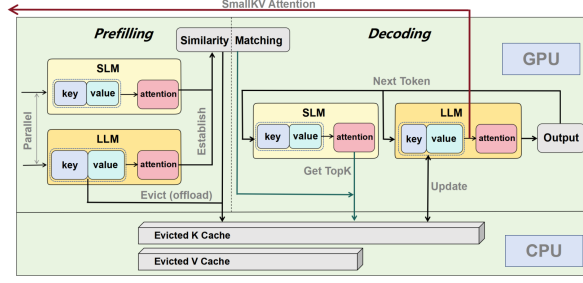 SmallKV Attention
Prefilling
Similarity Matching
Decoding
GPU
SLM
key value attention
Parallel
LLM
key value attention
Establish
Evict (offload)
Next Token
SLM
key value attention
LLM
key value attention
Output
Get TopK
Update
Evicted K Cache
Evicted V Cache
CPU